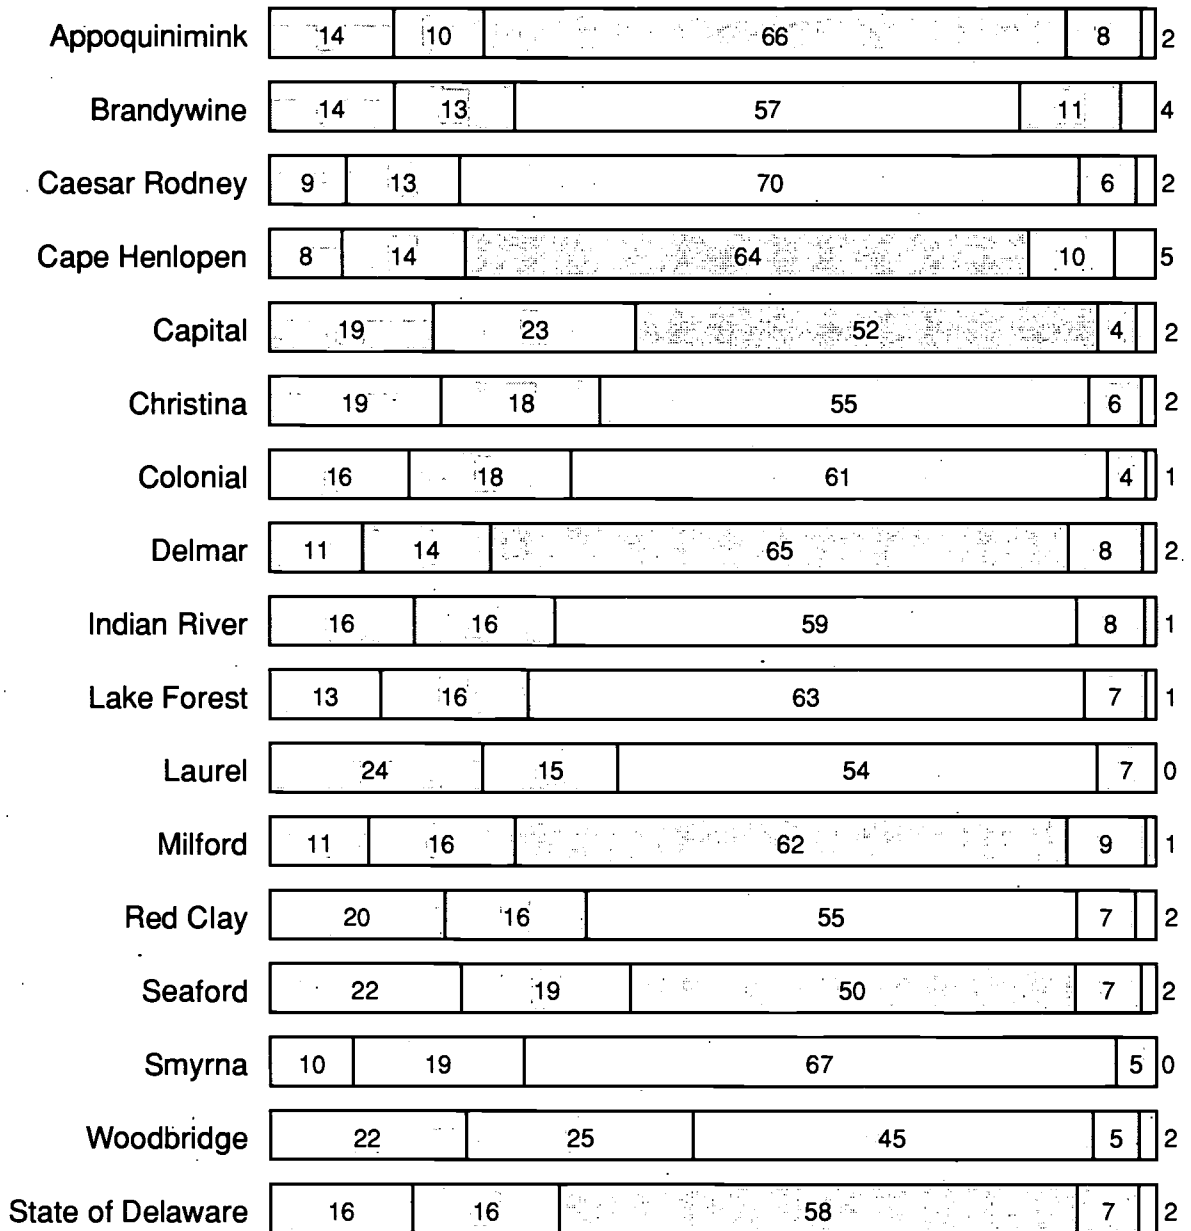 Appoquinimink 14 10 66 8 2
Brandywine 14 13 57 11 4
Caesar Rodney 9 13 70 6 2
Cape Henlopen 8 14 64 10 5
Capital 19 23 52 4 2
Christina 19 18 55 6 2
Colonial 16 18 61 4 1
Delmar 11 14 65 8 2
Indian River 16 16 59 8 1
Lake Forest 13 16 63 7 1
Laurel 24 15 54 7 0
Milford 11 16 62 9 1
Red Clay 20 16 55 7 2
Seaford 22 19 50 7 2
Smyrna 10 19 67 5 0
Woodbridge 22 25 45 5 2
State of Delaware 16 16 58 7 2